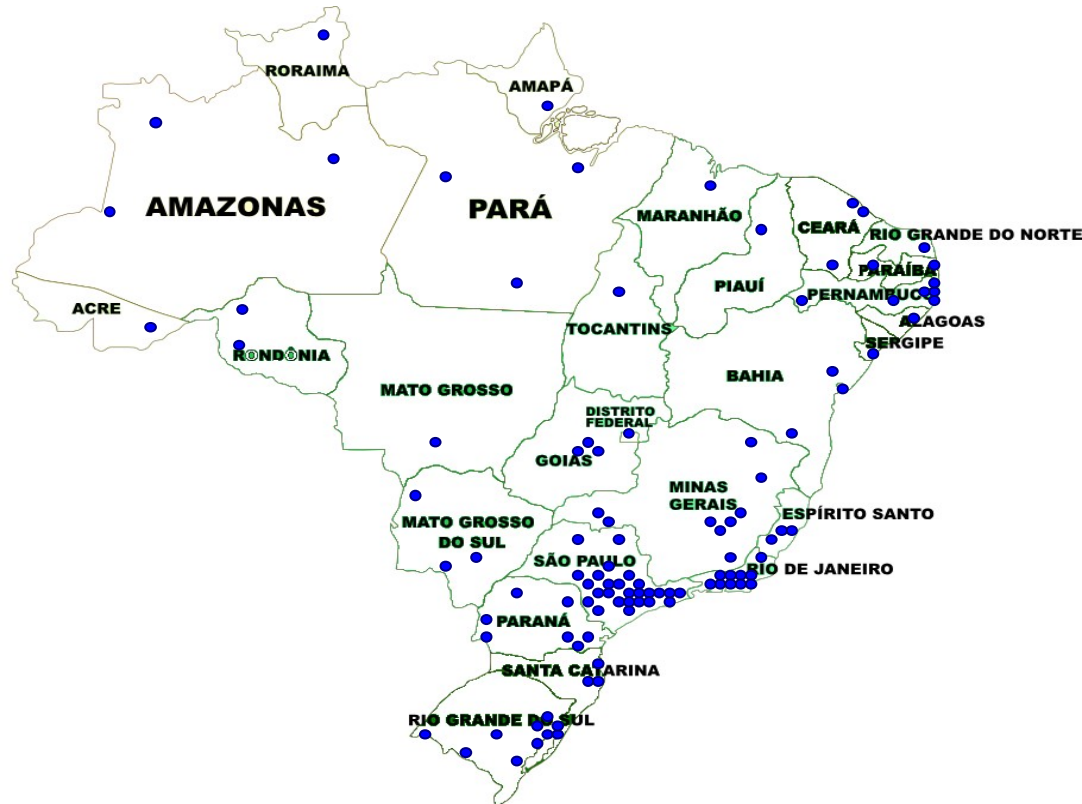 RORAIMA
AMAPÁ
AMAZONAS
PARÁ
MARANHÃO
CEARÁ
RIO GRANDE DO NORTE
PARAÍBA
PIAUÍ
PERNAMBUCO
ACRE
ALAGOAS
TOCANTINS
SERGIPE
RONDÔNIA
BAHIA
MATO GROSSO
DISTRITO
FEDERAL
GOIÁS
MINAS
GERAIS
ESPÍRITO SANTO
MATO GROSSO
DO SUL
SÃO PAULO
RIO DE JANEIRO
PARANÁ
SANTA CATARINA
RIO GRANDE DO SUL